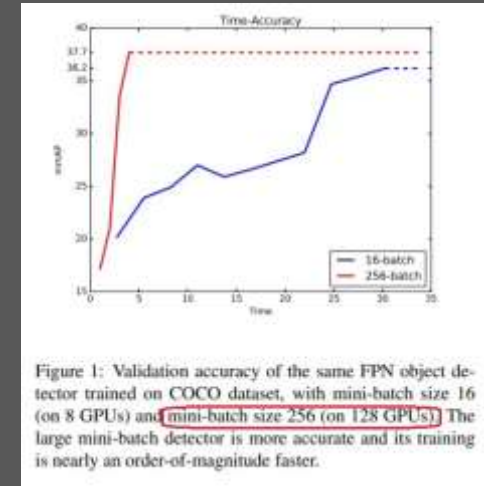 Time-Accuracy
40
37.7
36.2
35
30
25
20
15
mmAP
0 5 10 15 20 25 30 35
Time
16-batch
256-batch
Figure 1: Validation accuracy of the same FPN object de-
tector trained on COCO dataset, with mini-batch size 16
(on 8 GPUs) and mini-batch size 256 (on 128 GPUs). The
large mini-batch detector is more accurate and its training
is nearly an order-of-magnitude faster.